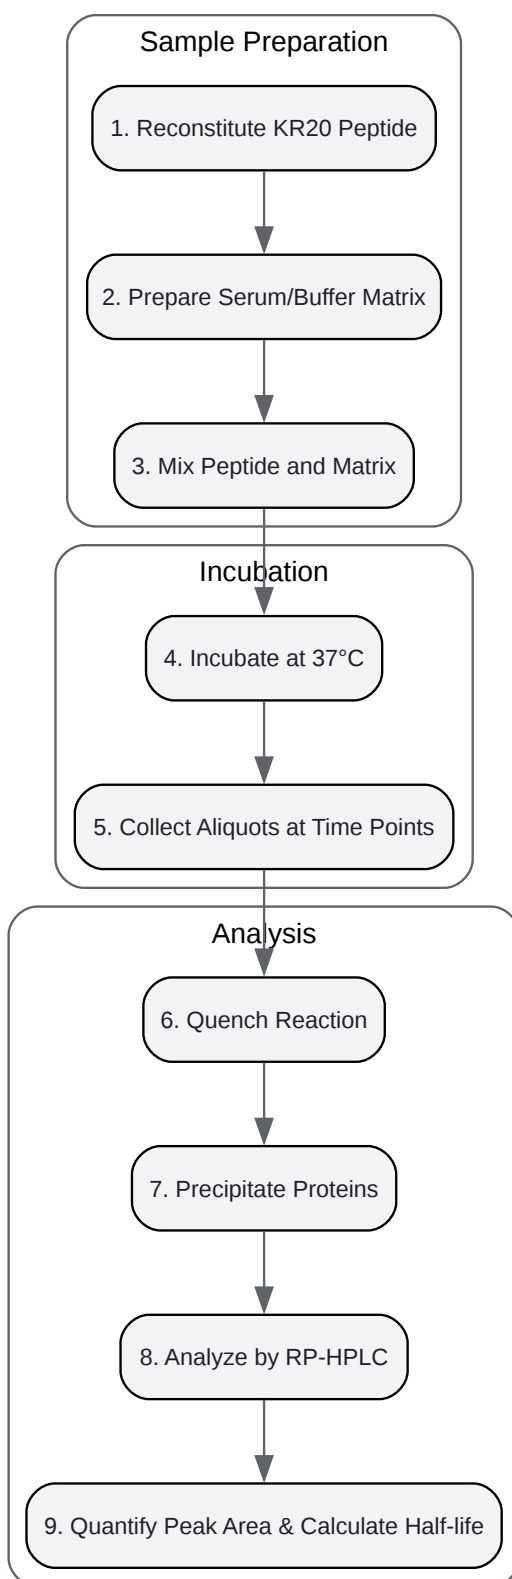 Sample Preparation
1. Reconstitute KR20 Peptide
2. Prepare Serum/Buffer Matrix
3. Mix Peptide and Matrix
Incubation
4. Incubate at 37°C
5. Collect Aliquots at Time Points
Analysis
6. Quench Reaction
7. Precipitate Proteins
8. Analyze by RP-HPLC
9. Quantify Peak Area & Calculate Half-life